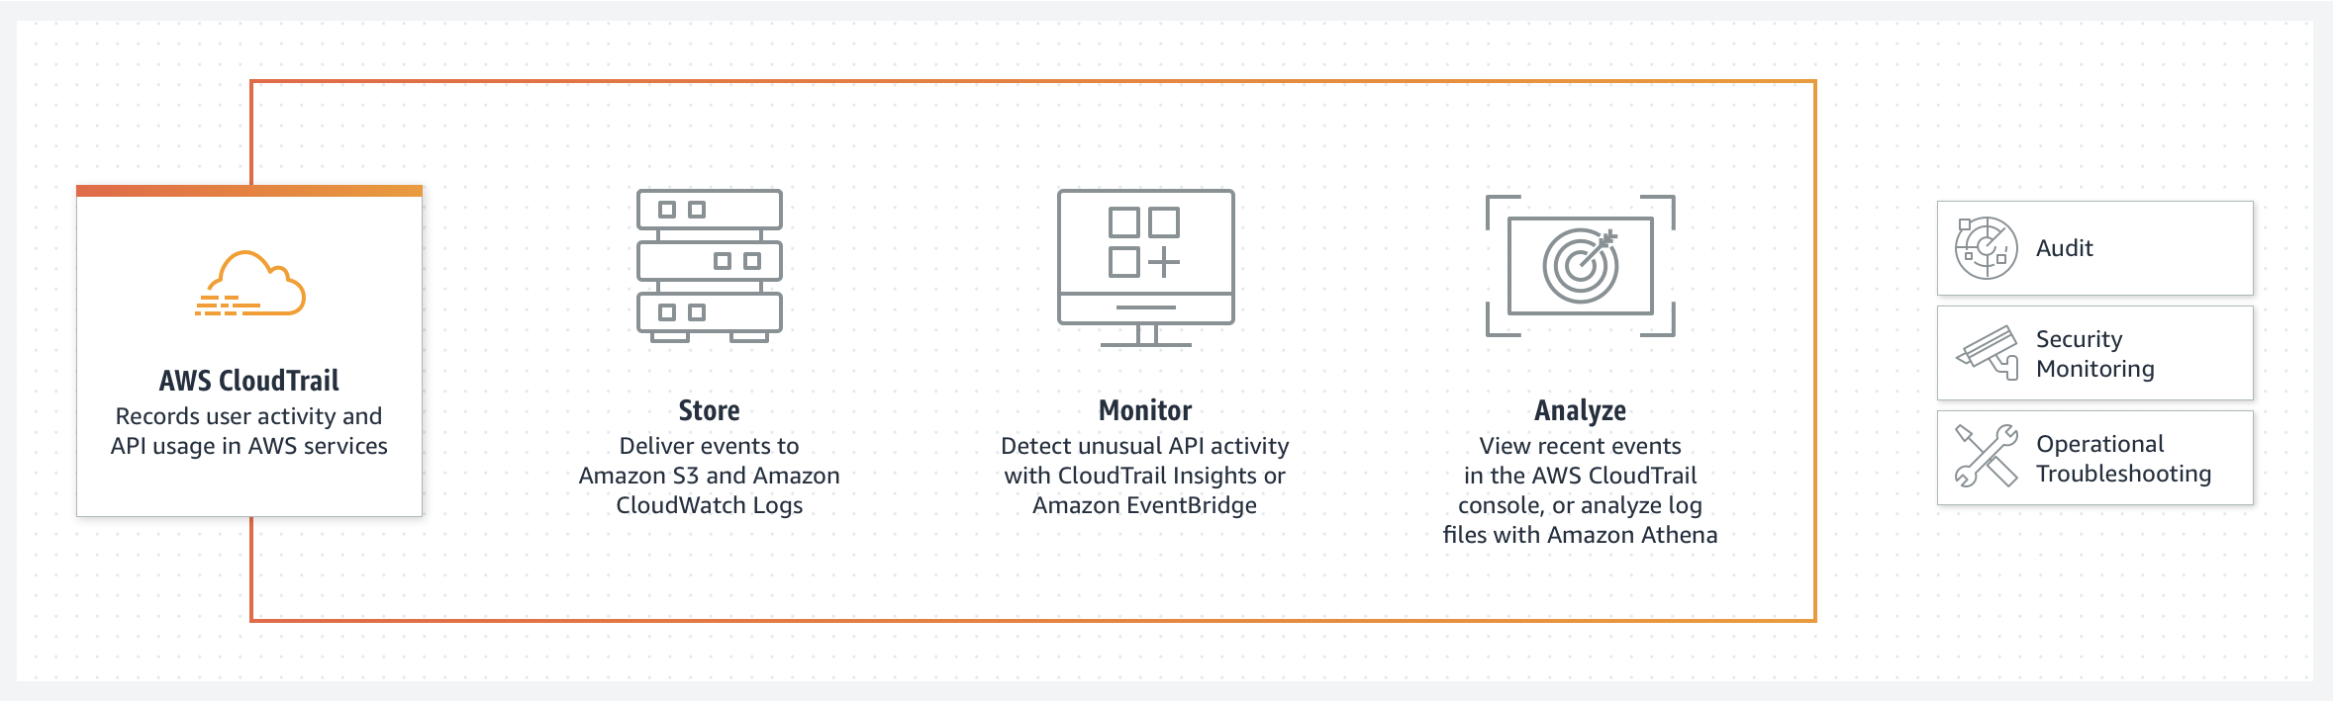 AWS CloudTrail
Records user activity and
API usage in AWS services
Store
Deliver events to
Amazon S3 and Amazon
CloudWatch Logs
Monitor
Detect unusual API activity
with CloudTrail Insights or
Amazon EventBridge
Analyze
View recent events
in the AWS CloudTrail
console, or analyze log
files with Amazon Athena
Audit
Security
Monitoring
Operational
Troubleshooting